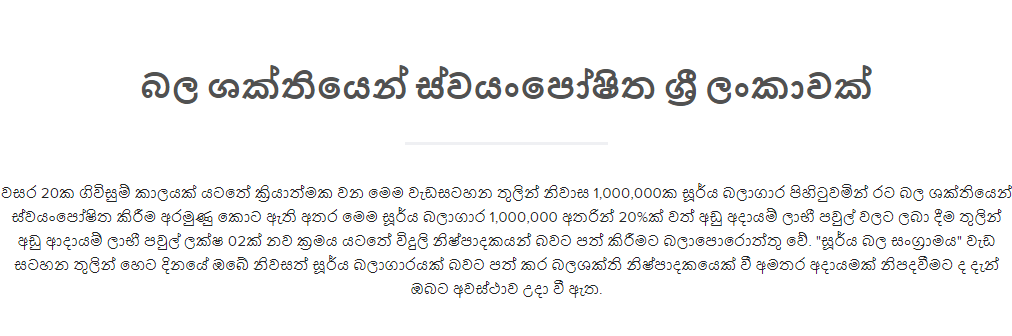 බල ශක්තියෙන් ස්වයංපෝෂිත ශ්‍රී ලංකාවක්
වසර 20ක ගිවිසුම් කාලයක් යටතේ ක්‍රියාත්මක වන මෙම වැඩසටහන තුලින් නිවාස 1,000,000ක සූර්ය බලාගාර පිහිටුවමින් රට බල ශක්තියෙන්
ස්වයංපෝෂිත කිරීම අරමුණු කොට ඇති අතර මෙම සූර්ය බලාගාර 1,000,000 අතරින් 20%ක් වත් අඩු අදායම් ලාභී පවුල් වලට ලබා දීම තුලින්
අඩු ආදායම් ලාභී පවුල් ලක්ෂ 02ක් නව ක්‍රමය යටතේ විදුලි නිෂ්පාදකයන් බවට පත් කිරීමට බලාපොරොත්තු වේ. "සූර්ය බල සංග්‍රාමය" වැඩ
සටහන තුලින් හෙට දිනයේ ඔබේ නිවසත් සූර්ය බලාගාරයක් බවට පත් කර බලශක්ති නිෂ්පාදකයෙක් වී අමතර අදායමක් නිපදවීමට ද දැන්
ඔබට අවස්ථාව උදා වී ඇත.